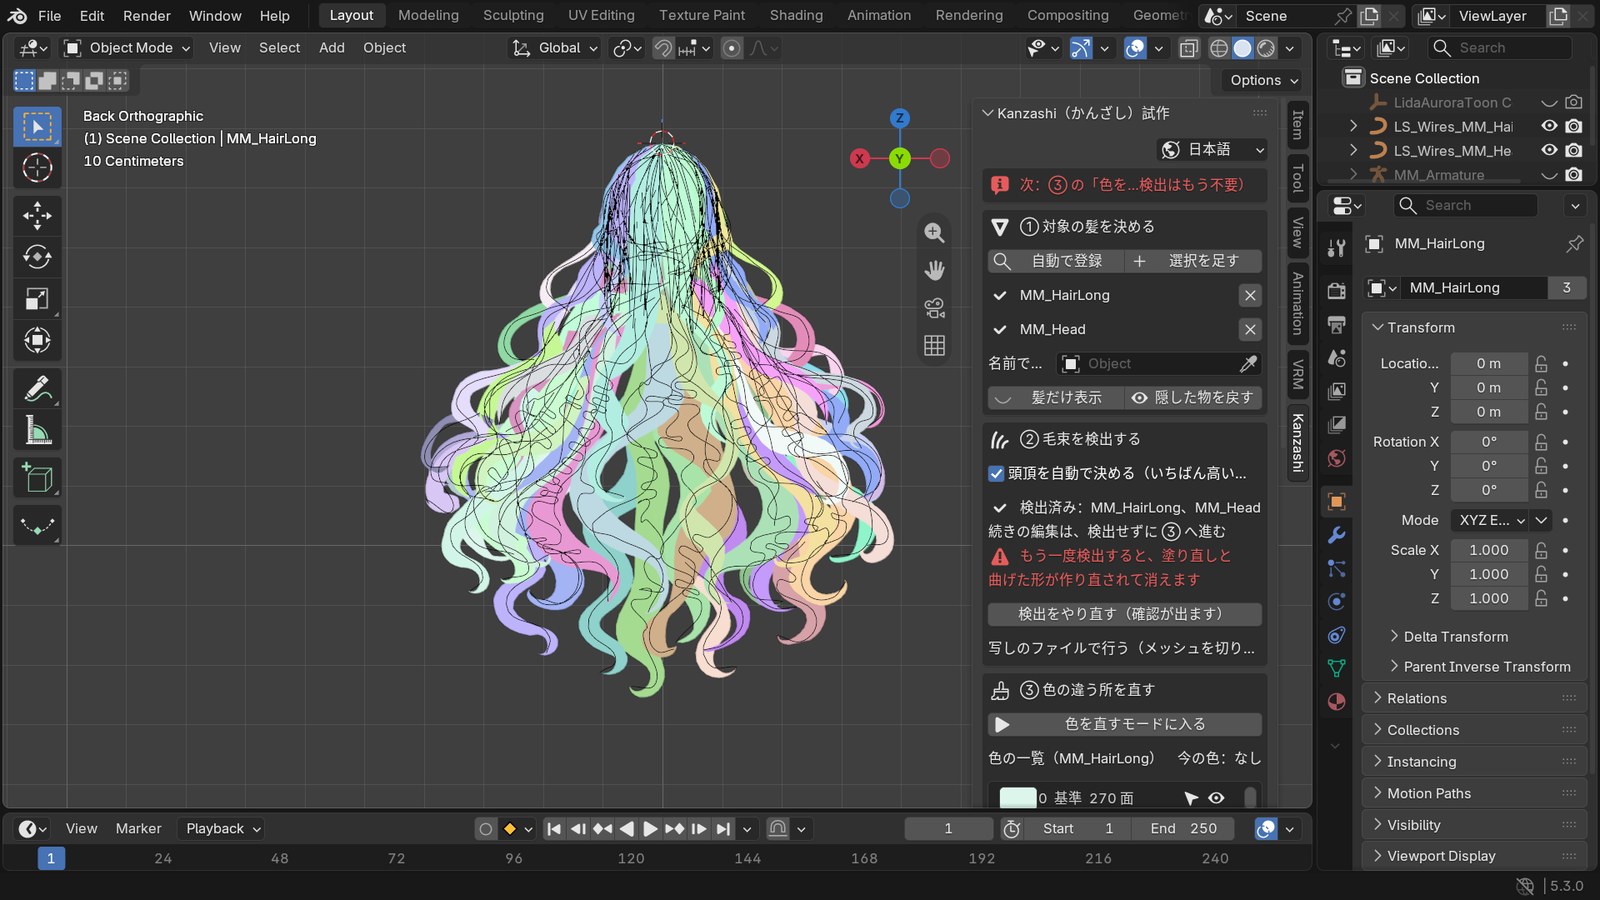 File Edit Render Window Help Layout Modeling Sculpting UV Editing Texture Paint Shading Animation Rendering Compositing Geomet Scene ViewLayer
Object Mode View Select Add Object Global Search
Options
Scene Collection
Back Orthographic
(1) Scene Collection | MM_HairLong
10 Centimeters
Z
X
Y
Kanzashi（かんざし）試作
日本語
次: ③ の「色を...検出はもう不要）
① 対象の髪を決める
自動で登録 選択を足す
MM_HairLong
MM_Head
名前で... Object
髪だけ表示 隠した物を戻す
② 毛束を検出する
頭頂を自動で決める（いちばん高い...
検出済み: MM_HairLong、MM_Head
続きの編集は、検出せずに ③ へ進む
もう一度検出すると、塗り直しと
曲げた形が作り直されて消えます
検出をやり直す（確認が出ます）
写しのファイルで行う（メッシュを切り...
③ 色の違う所を直す
色を直すモードに入る
色の一覧（MM_HairLong） 今の色: なし
0 基準 270 面
Item
Tool
View
Animation
VRM
Kanzashi
LidaAuroraToon C
LS_Wires_MM_Hai
LS_Wires_MM_He
MM_Armature
Search
MM_HairLong
MM_HairLong 3
Transform
Locatio... 0 m
Y 0 m
Z 0 m
Rotation X 0°
Y 0°
Z 0°
Mode XYZ E...
Scale X 1.000
Y 1.000
Z 1.000
Delta Transform
Parent Inverse Transform
Relations
Collections
Instancing
Motion Paths
Visibility
Viewport Display
View Marker Playback 1 Start 1 End 250
1 24 48 72 96 120 144 168 192 216 240
5.3.0